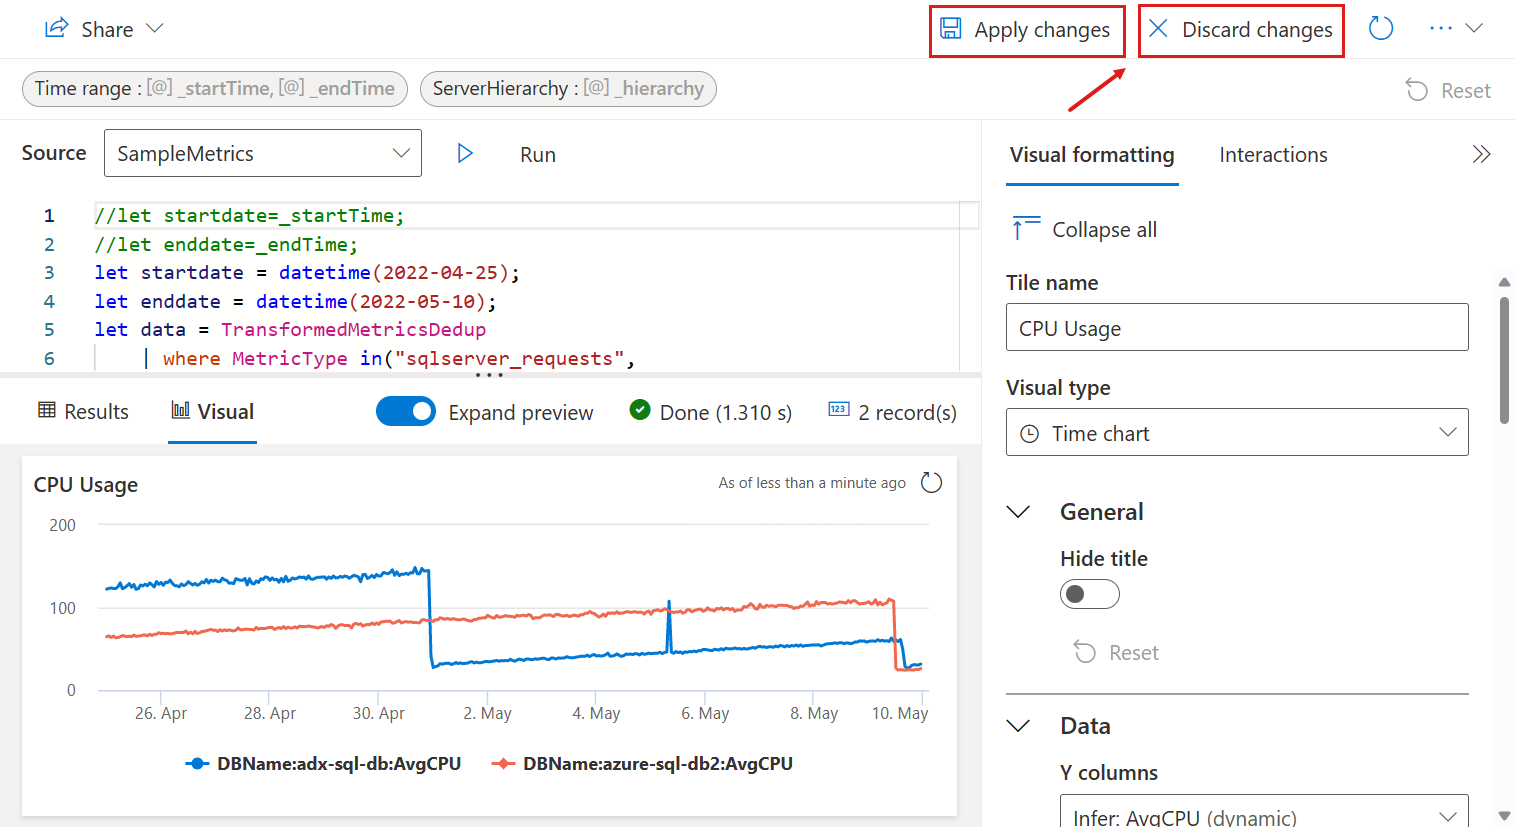 Share
Apply changes
Discard changes
Time range : [@] _startTime, [@] _endTime
ServerHierarchy : [@] _hierarchy
Reset
Source
SampleMetrics
Run
1 //let startdate=_startTime;
2 //let enddate=_endTime;
3 let startdate = datetime(2022-04-25);
4 let enddate = datetime(2022-05-10);
5 let data = TransformedMetricsDedup
6 | where MetricType in("sqlserver_requests",
Results
Visual
Expand preview
Done (1.310 s)
123
2 record(s)
CPU Usage
As of less than a minute ago
200
100
0
26. Apr
28. Apr
30. Apr
2. May
4. May
6. May
8. May
10. May
DBName:adx-sql-db:AvgCPU
DBName:azure-sql-db2:AvgCPU
Visual formatting
Interactions
Collapse all
Tile name
CPU Usage
Visual type
Time chart
General
Hide title
Reset
Data
Y columns
Infer: AvgCPU (dynamic)